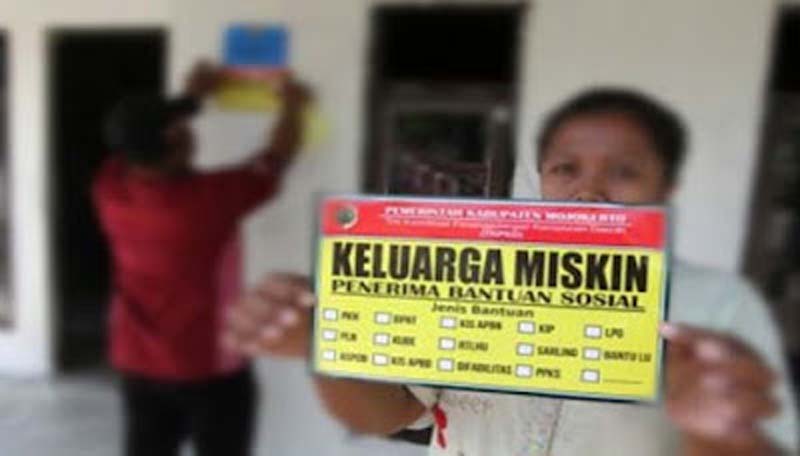 PEMERINTAH KABUPATEN MOJOKERTO
KELUARGA MISKIN
PENERIMA BANTUAN SOSIAL
Jenis Bantuan
PKH BPNT KIS APBN KIP LPG
PLN KUBE RTLHU SARLING BANTU LU
ASPDB KIS APBD DIFABILITAS PPKS